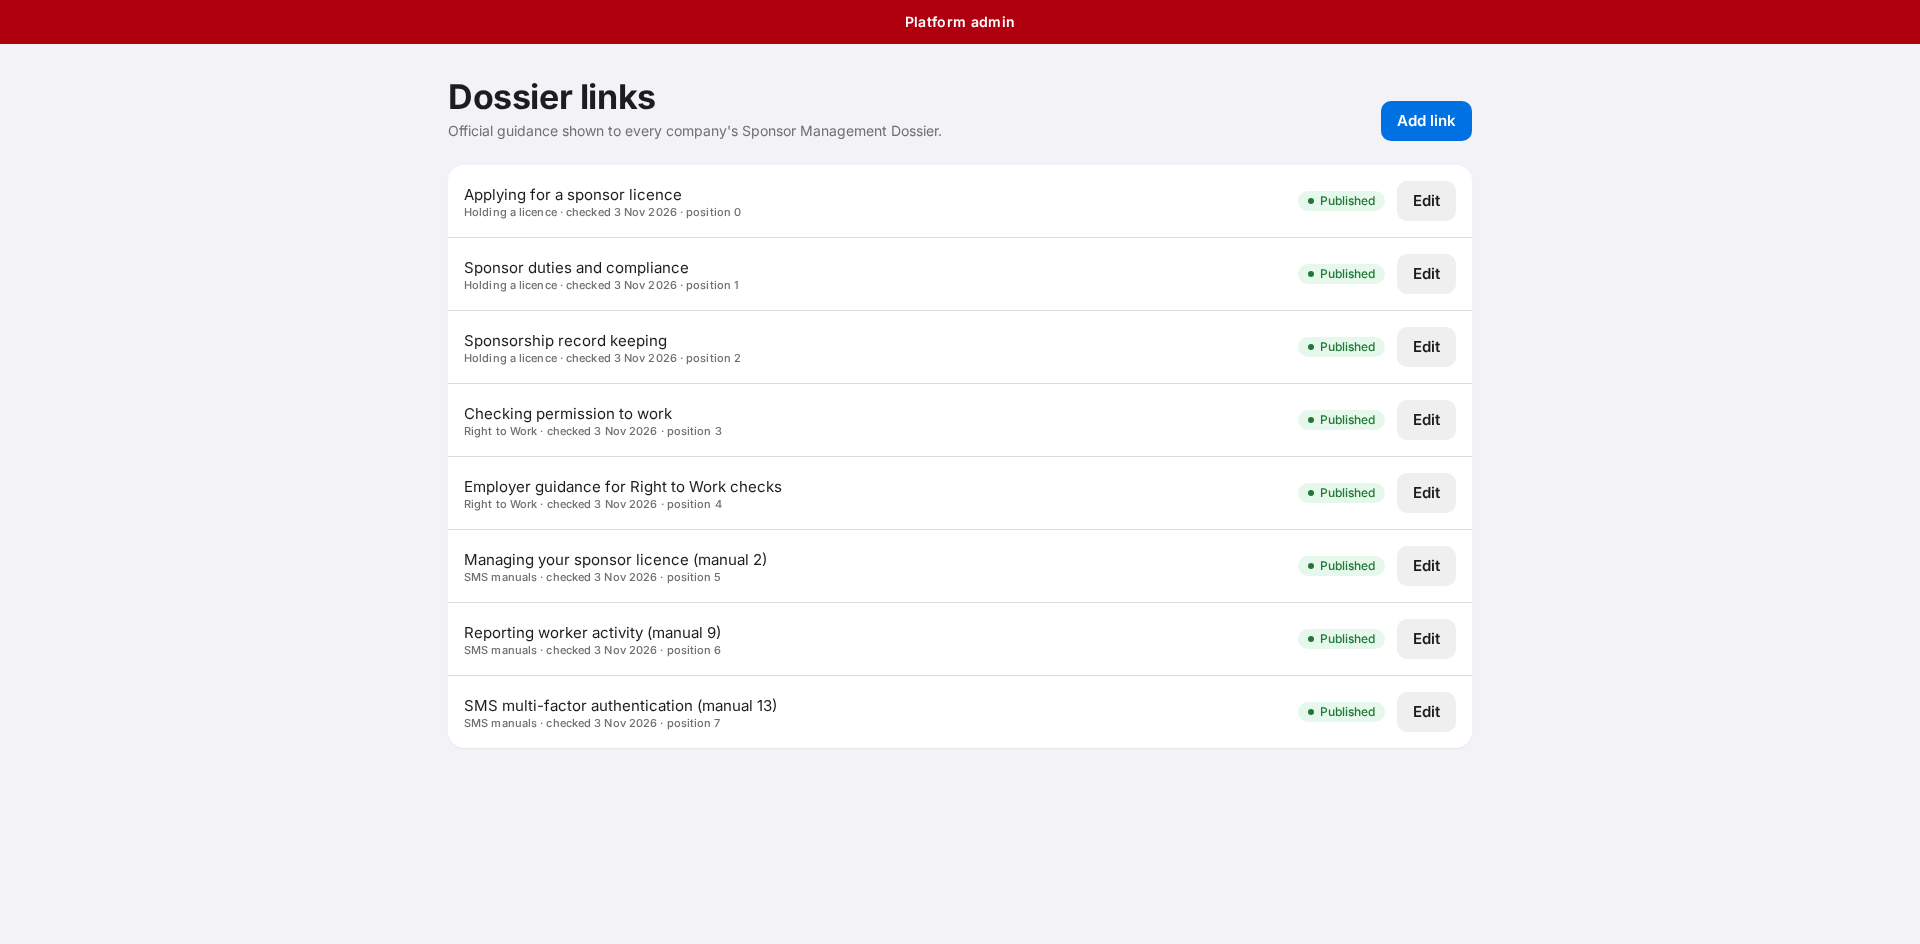 Platform admin
Dossier links
Official guidance shown to every company's Sponsor Management Dossier.
Add link
Applying for a sponsor licence
Holding a licence · checked 3 Nov 2026 · position 0
Published
Edit
Sponsor duties and compliance
Holding a licence · checked 3 Nov 2026 · position 1
Published
Edit
Sponsorship record keeping
Holding a licence · checked 3 Nov 2026 · position 2
Published
Edit
Checking permission to work
Right to Work · checked 3 Nov 2026 · position 3
Published
Edit
Employer guidance for Right to Work checks
Right to Work · checked 3 Nov 2026 · position 4
Published
Edit
Managing your sponsor licence (manual 2)
SMS manuals · checked 3 Nov 2026 · position 5
Published
Edit
Reporting worker activity (manual 9)
SMS manuals · checked 3 Nov 2026 · position 6
Published
Edit
SMS multi-factor authentication (manual 13)
SMS manuals · checked 3 Nov 2026 · position 7
Published
Edit